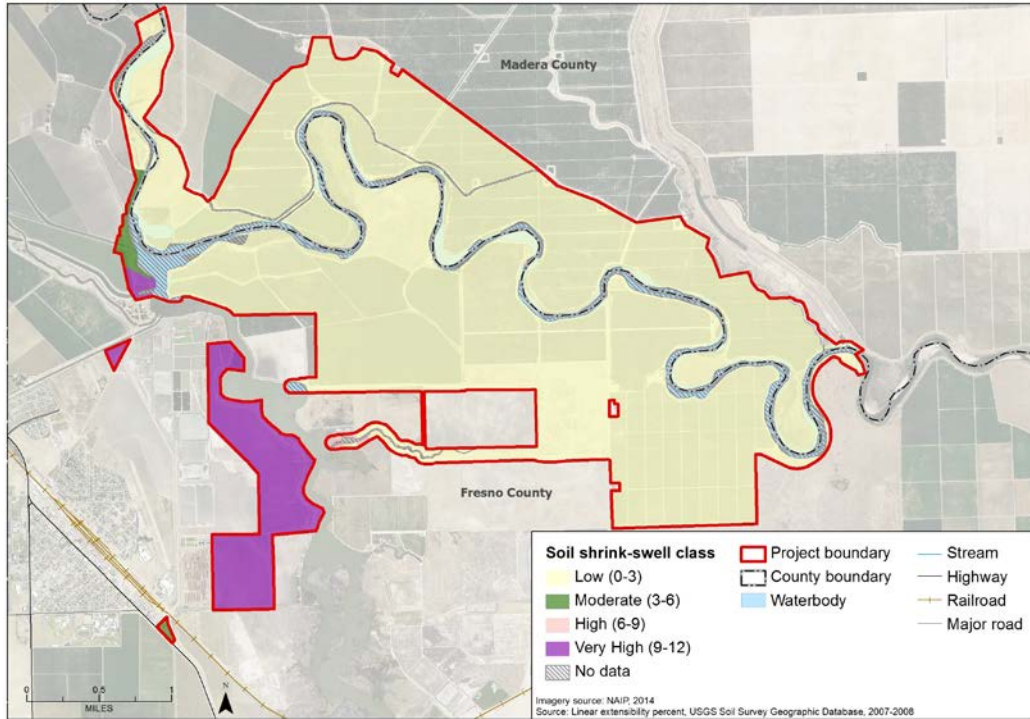 Madera County
Fresno County
Soil shrink-swell class
Low (0-3)
Moderate (3-6)
High (6-9)
Very High (9-12)
No data
Project boundary
County boundary
Waterbody
Stream
Highway
Railroad
Major road
0 0.5 1
MILES
N
Imagery source: NAIP, 2014
Source: Linear extensibility percent, USGS Soil Survey Geographic Database, 2007-2008